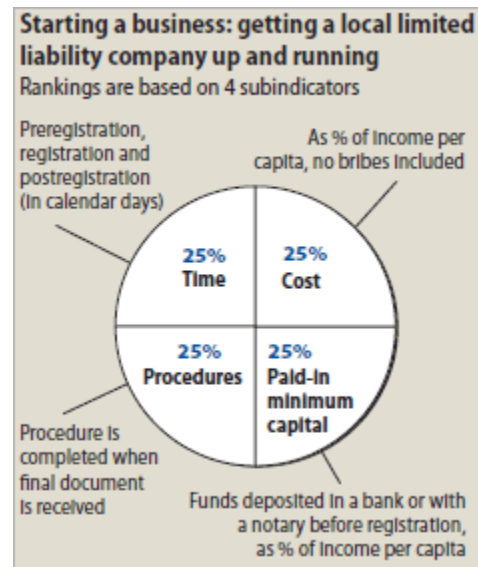 Starting a business: getting a local limited
liability company up and running
Rankings are based on 4 subindicators
Preregistration,
registration and
postregistration
(in calendar days)
As % of income per
capita, no bribes included
25%
Time
25%
Cost
25%
Procedures
25%
Paid-in
minimum
capital
Procedure is
completed when
final document
is received
Funds deposited in a bank or with
a notary before registration,
as % of income per capita